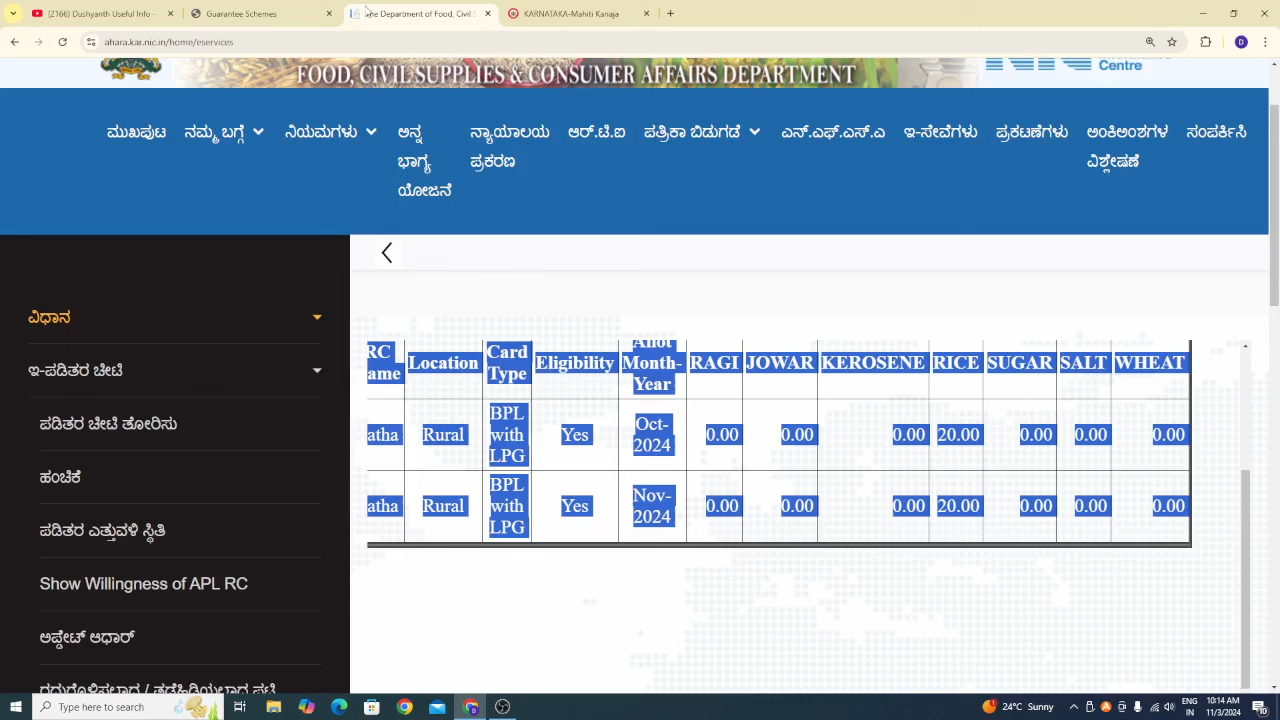 (2166) Dushyant - Useful Info
Guarantee Schemes
Department of Food, Civil
KARNATAKA-Mahiti Kanaja
ahara.kar.nic.in/home/eservices
FOOD, CIVIL SUPPLIES & CONSUMER AFFAIRS DEPARTMENT
Centre
ಮುಖಪುಟ
ನಮ್ಮ ಬಗ್ಗೆ
ನಿಯಮಗಳು
ಅನ್ನ ಭಾಗ್ಯ ಯೋಜನೆ
ನ್ಯಾಯಾಲಯ ಪ್ರಕರಣ
ಆರ್.ಟಿ.ಐ
ಪತ್ರಿಕಾ ಬಿಡುಗಡೆ
ಎನ್.ಎಫ್.ಎಸ್.ಎ
ಇ-ಸೇವೆಗಳು
ಪ್ರಕಟಣೆಗಳು
ಅಂಕಿಅಂಶಗಳ ವಿಶ್ಲೇಷಣೆ
ಸಂಪರ್ಕಿಸಿ
ವಿಧಾನ
ಇ-ಪಡಿತರ ಚೀಟಿ
ಪಡಿತರ ಚೀಟಿ ತೋರಿಸು
ಹಂಚಿಕೆ
ಪಡಿತರ ಎತ್ತುವಳಿ ಸ್ಥಿತಿ
Show Willingness of APL RC
ಅಪ್ಡೇಟ್ ಆಧಾರ್
RC ame Location Card Type Eligibility Allot Month-Year RAGI JOWAR KEROSENE RICE SUGAR SALT WHEAT
atha Rural BPL with LPG Yes Oct-2024 0.00 0.00 0.00 20.00 0.00 0.00 0.00
atha Rural BPL with LPG Yes Nov-2024 0.00 0.00 0.00 20.00 0.00 0.00 0.00
Type here to search
24°C Sunny
ENG IN
10:14 AM
11/3/2024